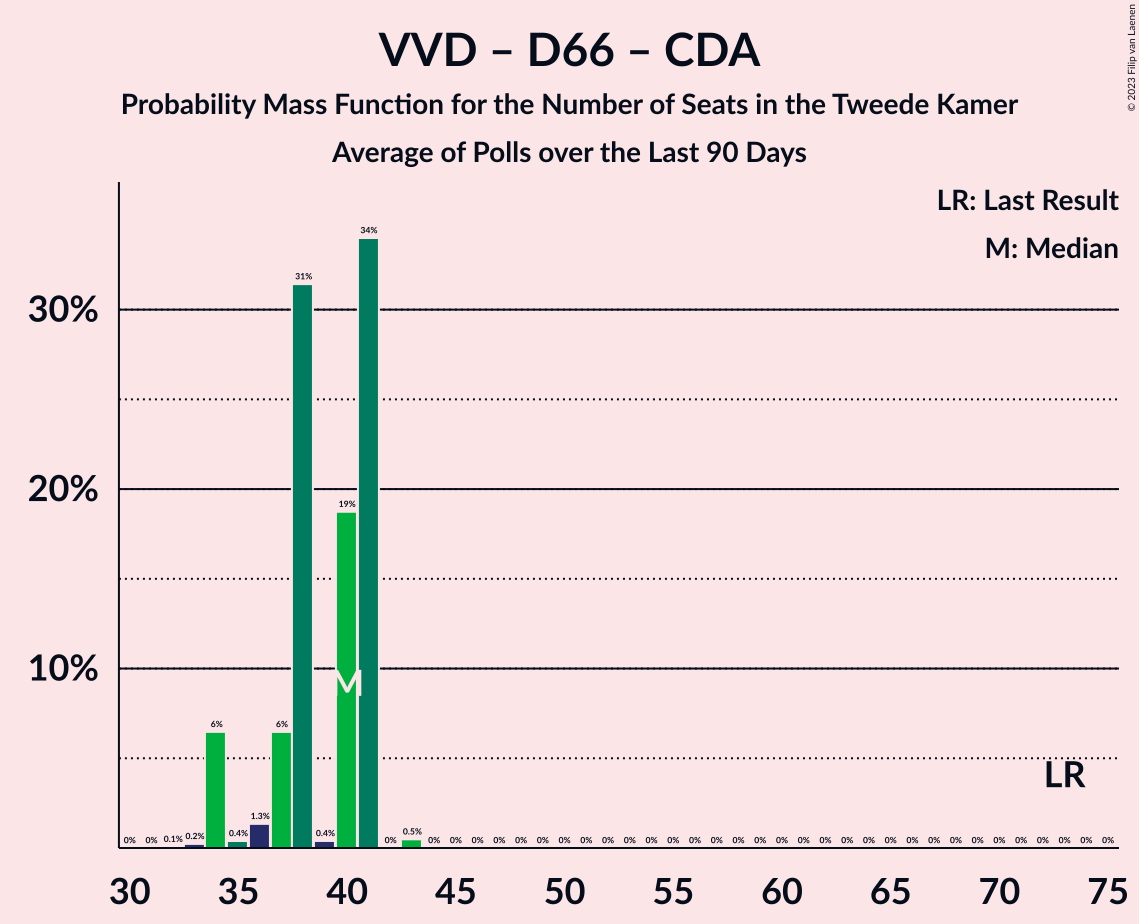 VVD – D66 – CDA
Probability Mass Function for the Number of Seats in the Tweede Kamer
Average of Polls over the Last 90 Days
© 2023 Filip van Laenen
LR: Last Result
M: Median
30%
20%
10%
0% 0% 0.1% 0.2% 6% 0.4% 1.3% 6% 31% 0.4% 19% 34% 0% 0.5% 0% 0% 0% 0% 0% 0% 0% 0% 0% 0% 0% 0% 0% 0% 0% 0% 0% 0% 0% 0% 0% 0% 0% 0% 0% 0% 0% 0% 0% 0% 0% 0%
M
LR
30 35 40 45 50 55 60 65 70 75